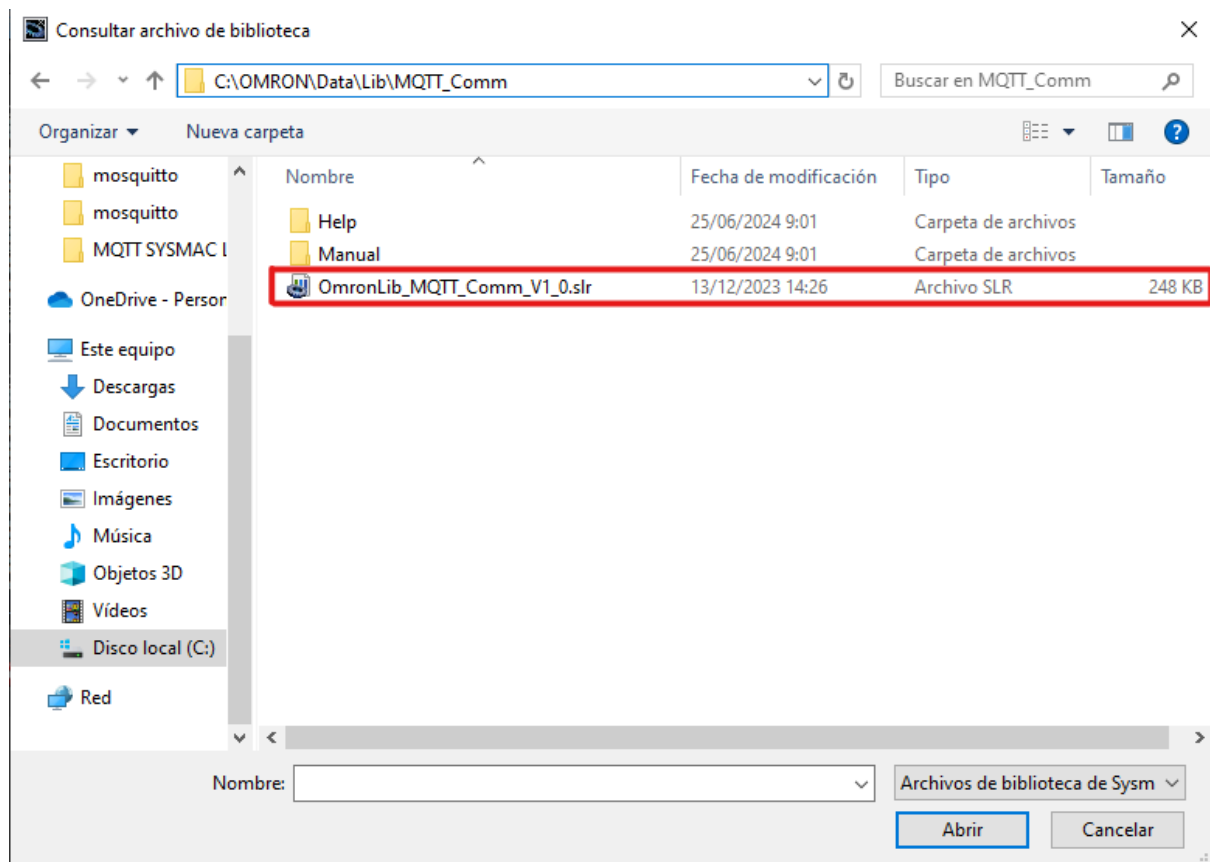 Consultar archivo de biblioteca
C:\OMRON\Data\Lib\MQTT_Comm
Buscar en MQTT_Comm
Organizar
Nueva carpeta
mosquitto
mosquitto
MQTT SYSMAC L
OneDrive - Person
Este equipo
Descargas
Documentos
Escritorio
Imágenes
Música
Objetos 3D
Vídeos
Disco local (C:)
Red
Nombre Fecha de modificación Tipo Tamaño
Help 25/06/2024 9:01 Carpeta de archivos
Manual 25/06/2024 9:01 Carpeta de archivos
OmronLib_MQTT_Comm_V1_0.slr 13/12/2023 14:26 Archivo SLR 248 KB
Nombre:
Archivos de biblioteca de Sysm
Abrir
Cancelar